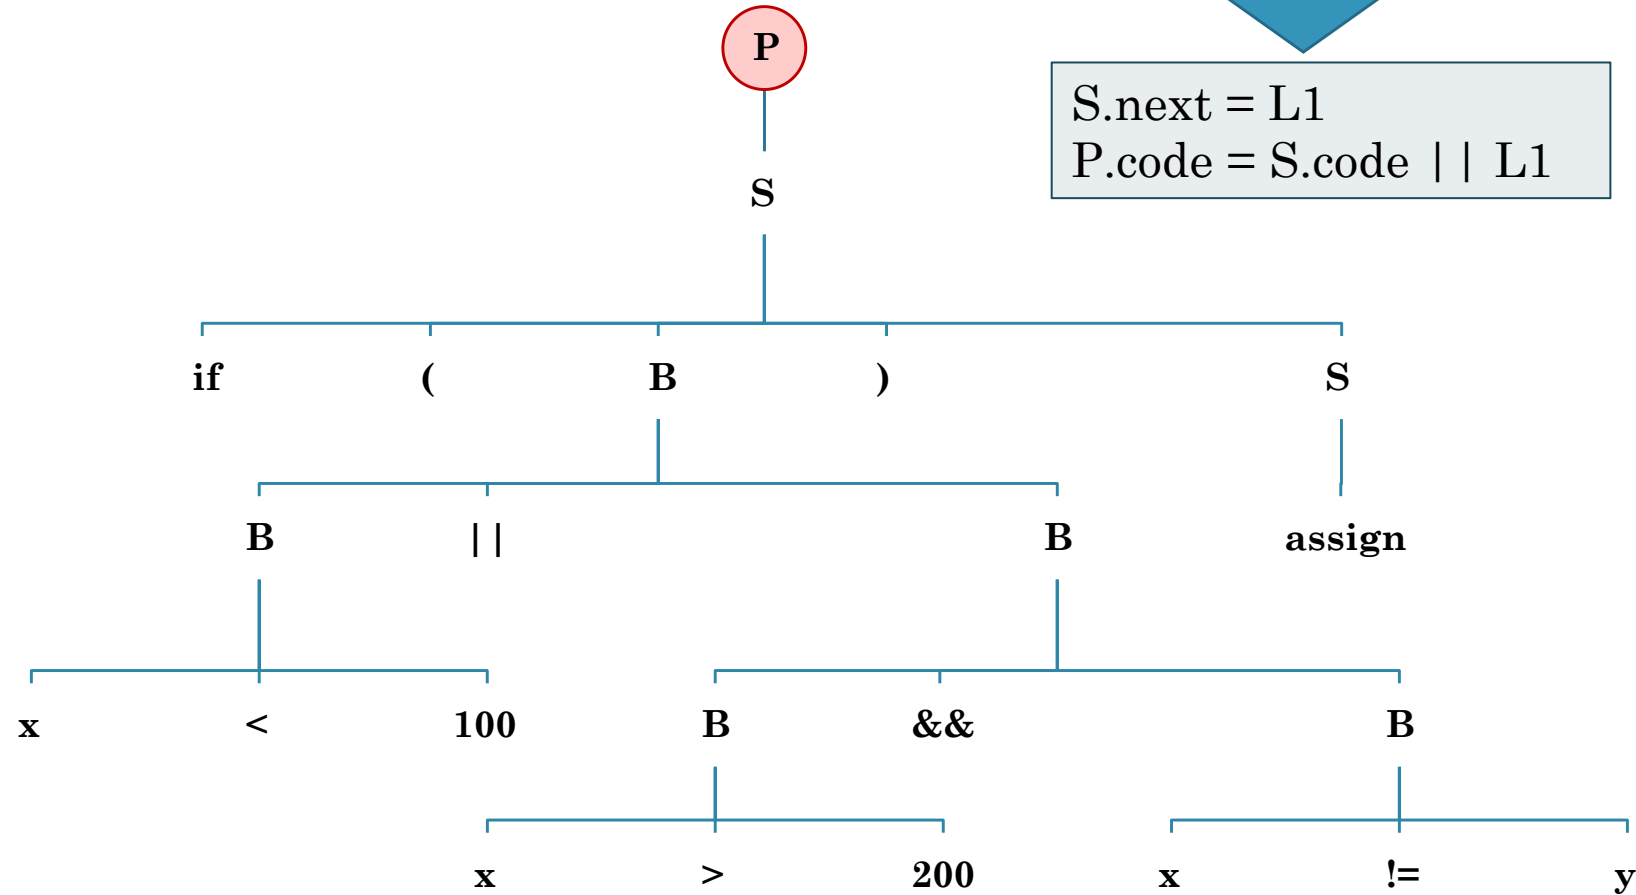 P
S.next = L1
P.code = S.code || L1
S
if ( B ) S
B || B assign
x < 100 B && B
x > 200 x != y